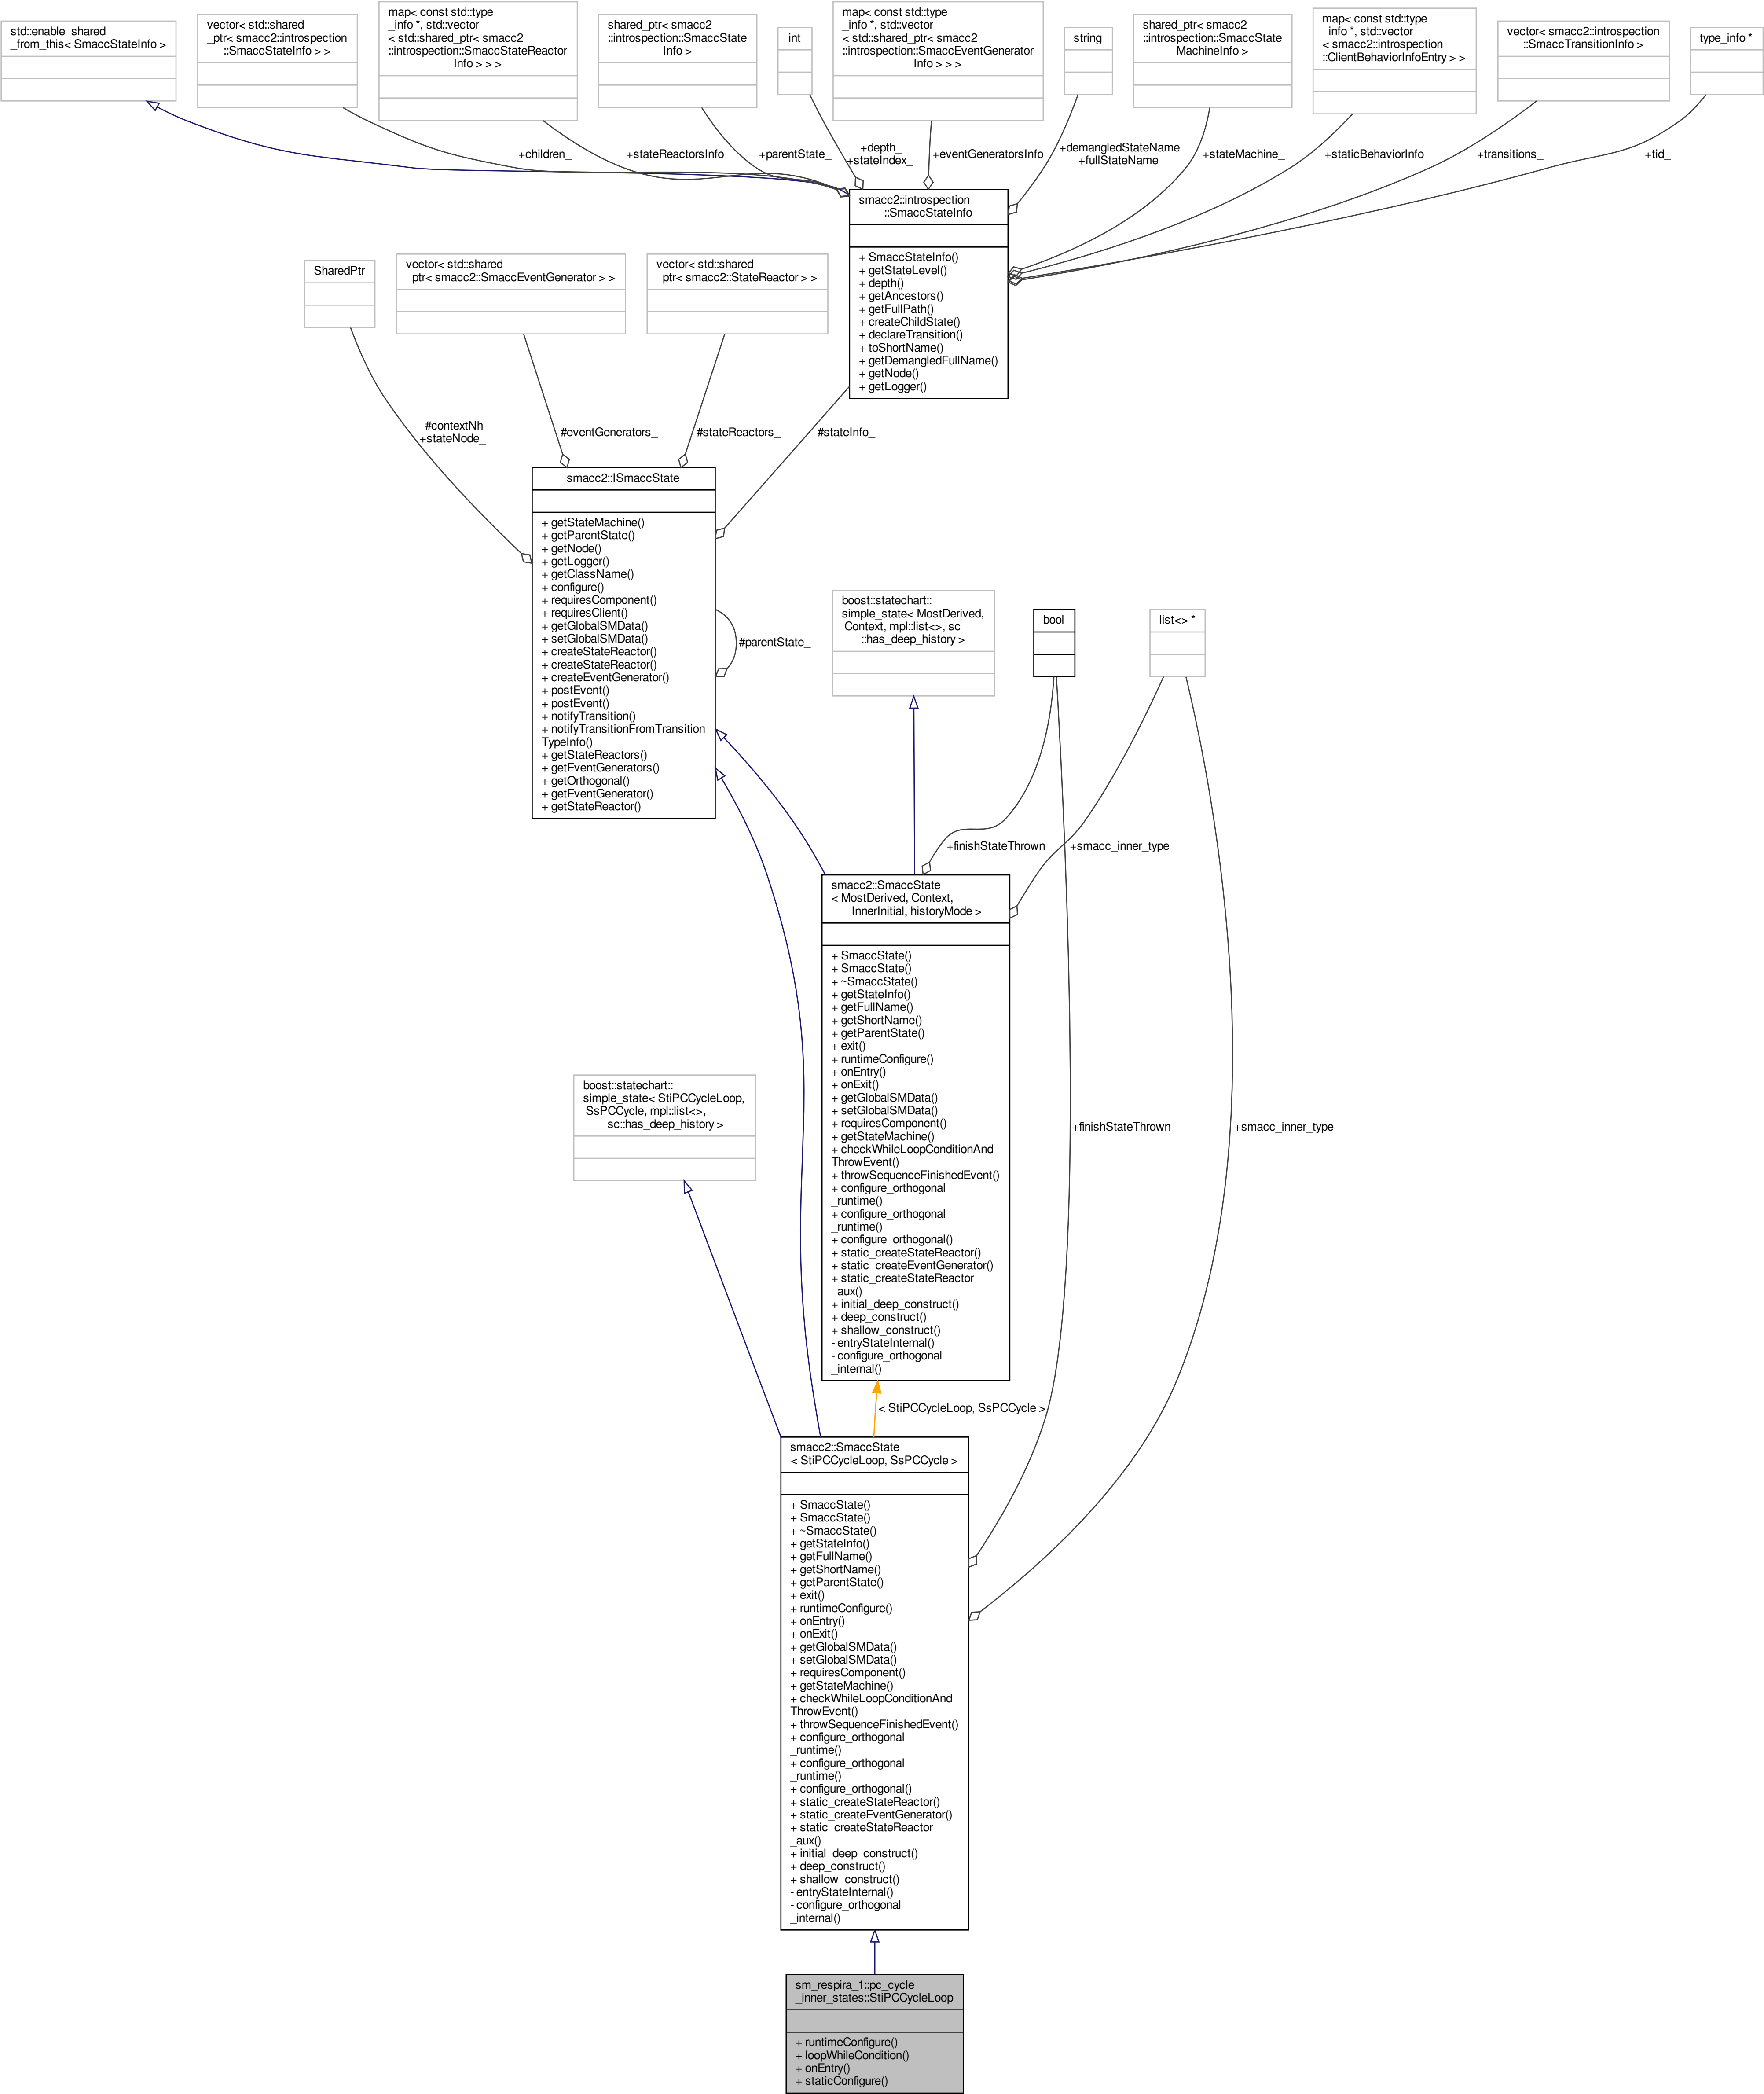 std::enable_shared
_from_this< SmaccStateInfo >
vector< std::shared
_ptr< smacc2::introspection
::SmaccStateInfo > >
map< const std::type
_info *, std::vector
< std::shared_ptr< smacc2
::introspection::SmaccStateReactor
Info > > >
shared_ptr< smacc2
::introspection::SmaccState
Info >
int
map< const std::type
_info *, std::vector
< std::shared_ptr< smacc2
::introspection::SmaccEventGenerator
Info > > >
string
shared_ptr< smacc2
::introspection::SmaccState
MachineInfo >
map< const std::type
_info *, std::vector
< smacc2::introspection
::ClientBehaviorInfoEntry > >
vector< smacc2::introspection
::SmaccTransitionInfo >
type_info *
+children_
+stateReactorsInfo
+parentState_
+depth_
+stateIndex_
+eventGeneratorsInfo
+demangledStateName
+fullStateName
+stateMachine_
+staticBehaviorInfo
+transitions_
+tid_
smacc2::introspection
::SmaccStateInfo
+ SmaccStateInfo()
+ getStateLevel()
+ depth()
+ getAncestors()
+ getFullPath()
+ createChildState()
+ declareTransition()
+ toShortName()
+ getDemangledFullName()
+ getNode()
+ getLogger()
SharedPtr
vector< std::shared
_ptr< smacc2::SmaccEventGenerator > >
vector< std::shared
_ptr< smacc2::StateReactor > >
#contextNh
+stateNode_
#eventGenerators_
#stateReactors_
#stateInfo_
smacc2::ISmaccState
+ getStateMachine()
+ getParentState()
+ getNode()
+ getLogger()
+ getClassName()
+ configure()
+ requiresComponent()
+ requiresClient()
+ getGlobalSMData()
+ setGlobalSMData()
+ createStateReactor()
+ createStateReactor()
+ createEventGenerator()
+ postEvent()
+ postEvent()
+ notifyTransition()
+ notifyTransitionFromTransition
TypeInfo()
+ getStateReactors()
+ getEventGenerators()
+ getOrthogonal()
+ getEventGenerator()
+ getStateReactor()
#parentState_
boost::statechart::
simple_state< MostDerived,
Context, mpl::list<>, sc
::has_deep_history >
bool
list<> *
+finishStateThrown
+smacc_inner_type
smacc2::SmaccState
< MostDerived, Context,
InnerInitial, historyMode >
+ SmaccState()
+ SmaccState()
+ ~SmaccState()
+ getStateInfo()
+ getFullName()
+ getShortName()
+ getParentState()
+ exit()
+ runtimeConfigure()
+ onEntry()
+ onExit()
+ getGlobalSMData()
+ setGlobalSMData()
+ requiresComponent()
+ getStateMachine()
+ checkWhileLoopConditionAnd
ThrowEvent()
+ throwSequenceFinishedEvent()
+ configure_orthogonal
_runtime()
+ configure_orthogonal
_runtime()
+ configure_orthogonal()
+ static_createStateReactor()
+ static_createEventGenerator()
+ static_createStateReactor
_aux()
+ initial_deep_construct()
+ deep_construct()
+ shallow_construct()
- entryStateInternal()
- configure_orthogonal
_internal()
boost::statechart::
simple_state< StiPCCycleLoop,
SsPCCycle, mpl::list<>,
sc::has_deep_history >
+finishStateThrown
+smacc_inner_type
< StiPCCycleLoop, SsPCCycle >
smacc2::SmaccState
< StiPCCycleLoop, SsPCCycle >
+ SmaccState()
+ SmaccState()
+ ~SmaccState()
+ getStateInfo()
+ getFullName()
+ getShortName()
+ getParentState()
+ exit()
+ runtimeConfigure()
+ onEntry()
+ onExit()
+ getGlobalSMData()
+ setGlobalSMData()
+ requiresComponent()
+ getStateMachine()
+ checkWhileLoopConditionAnd
ThrowEvent()
+ throwSequenceFinishedEvent()
+ configure_orthogonal
_runtime()
+ configure_orthogonal
_runtime()
+ configure_orthogonal()
+ static_createStateReactor()
+ static_createEventGenerator()
+ static_createStateReactor
_aux()
+ initial_deep_construct()
+ deep_construct()
+ shallow_construct()
- entryStateInternal()
- configure_orthogonal
_internal()
sm_respira_1::pc_cycle
_inner_states::StiPCCycleLoop
+ runtimeConfigure()
+ loopWhileCondition()
+ onEntry()
+ staticConfigure()